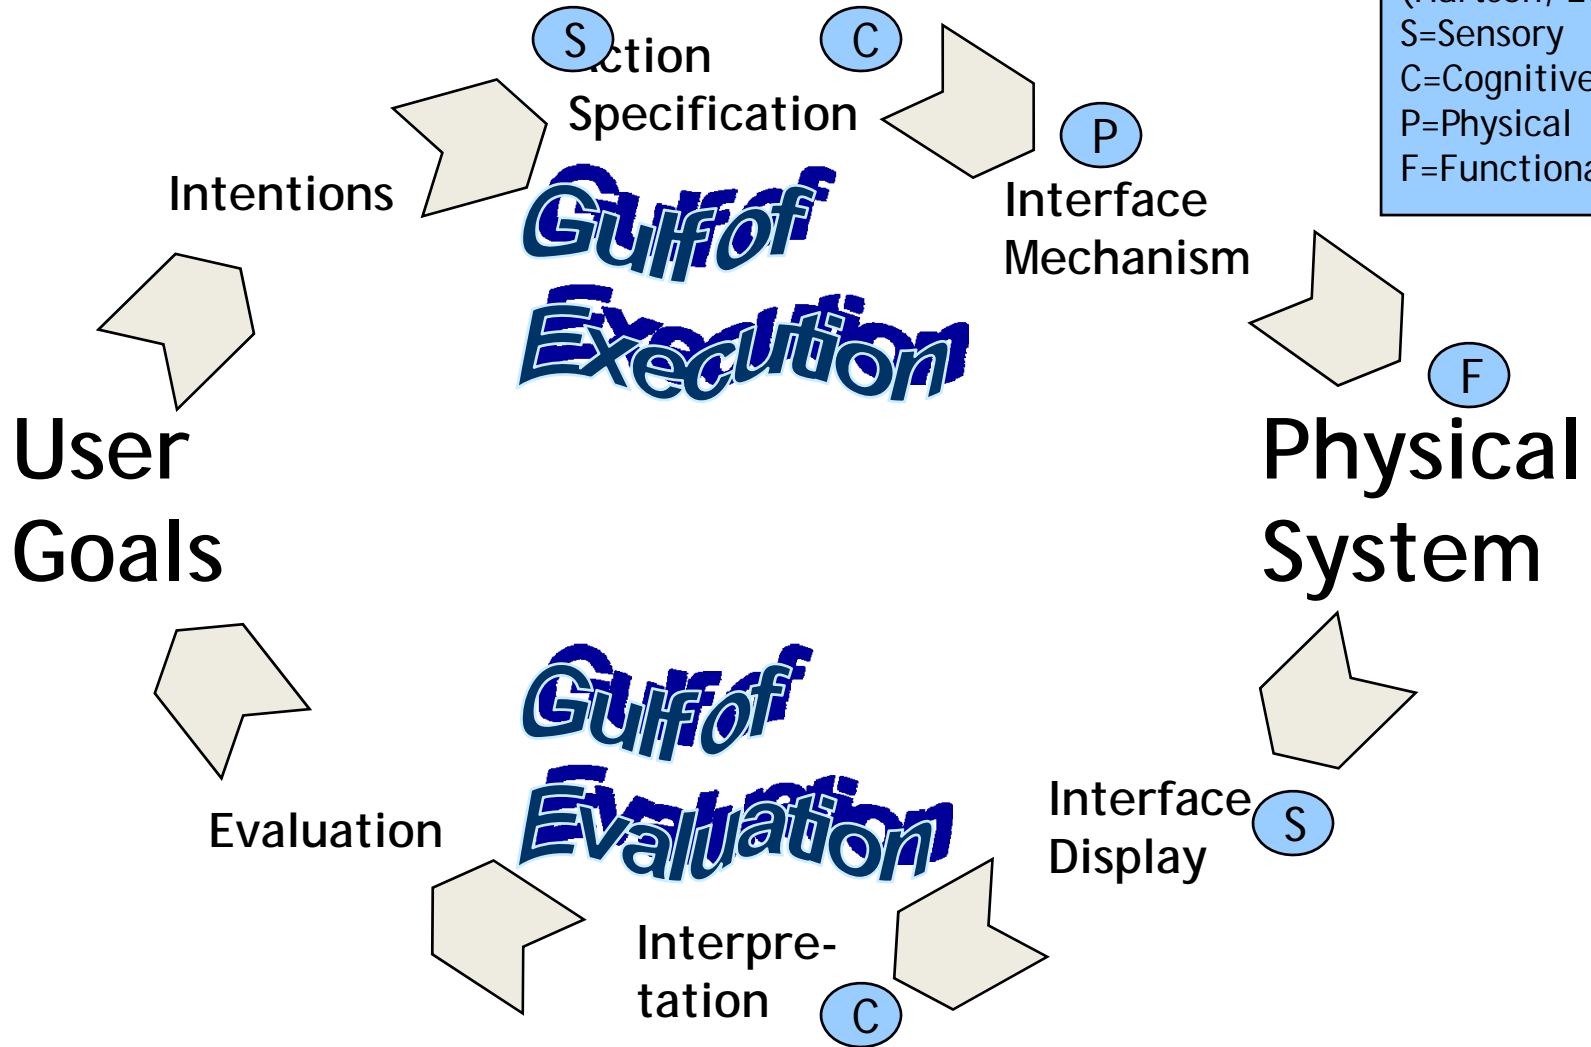 S
C
ction
Specification
P
S=Sensory
C=Cognitive
P=Physical
F=Functiona
Intentions
Gulf of
Execution
Interface
Mechanism
F
User
Goals
Physical
System
Gulf of
Evaluation
Evaluation
Interface
Display
S
Interpre-
tation
C